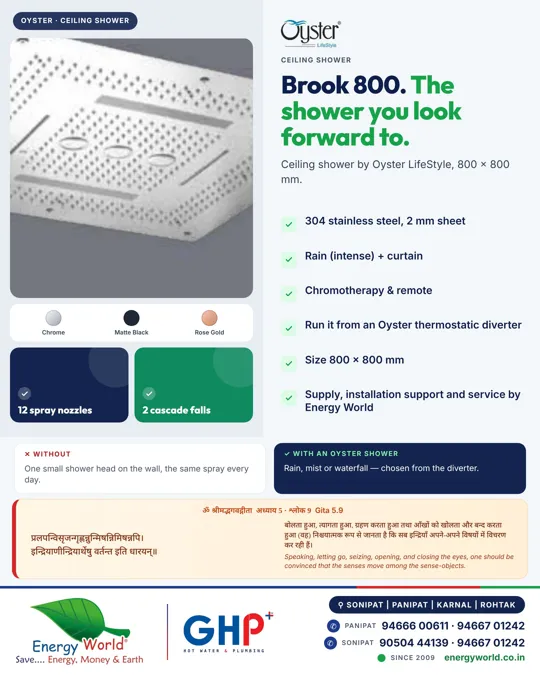 OYSTER · CEILING SHOWER
Oyster®
LifeStyle
CEILING SHOWER
Brook 800. The
shower you look
forward to.
Ceiling shower by Oyster LifeStyle, 800 × 800
mm.
304 stainless steel, 2 mm sheet
Rain (intense) + curtain
Chromotherapy & remote
Run it from an Oyster thermostatic diverter
Size 800 × 800 mm
Supply, installation support and service by
Energy World
Chrome
Matte Black
Rose Gold
12 spray nozzles
2 cascade falls
× WITHOUT
One small shower head on the wall, the same spray every
day.
✓ WITH AN OYSTER SHOWER
Rain, mist or waterfall — chosen from the diverter.
ॐ श्रीमद्भगवद्गीता अध्याय 5 · श्लोक 9 Gita 5.9
प्रलपन्विसृजन्गृह्णन्नुन्मिषन्निमिषन्नपि।
इन्द्रियाणीन्द्रियार्थेषु वर्तन्त इति धारयन्॥
बोलता हुआ, त्यागता हुआ, ग्रहण करता हुआ तथा आँखों को खोलता और बन्द करता
हुआ (वह) निश्चयात्मक रूप से जानता है कि सब इन्द्रियाँ अपने-अपने विषयों में विचरण
कर रही हैं।
Speaking, letting go, seizing, opening, and closing the eyes, one should be
convinced that the senses move among the sense-objects.
Energy World®
Save.... Energy, Money & Earth
GHP+
HOT WATER & PLUMBING
SONIPAT | PANIPAT | KARNAL | ROHTAK
PANIPAT 94666 00611 · 94667 01242
SONIPAT 90504 44139 · 94667 01242
SINCE 2009 energyworld.co.in